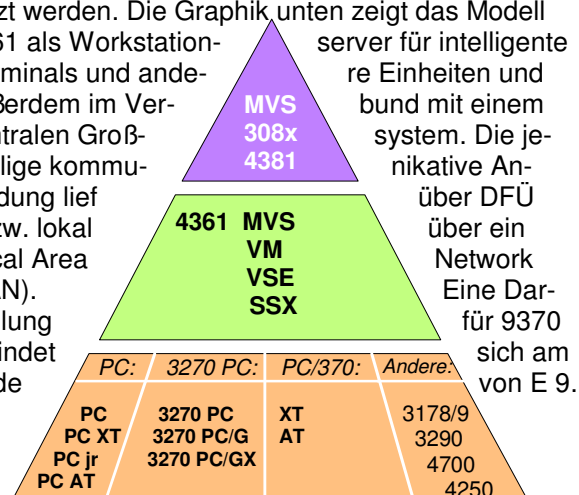 zt werden. Die Graphik unten zeigt das Modell
61 als Workstation- server für intelligente
minals und ande- re Einheiten und
ßerdem im Ver- bund mit einem
tralen Groß- system. Die je-
lige kommu- nikative An-
dung lief über DFÜ
zw. lokal über ein
cal Area Network
AN). Eine Dar-
lung für 9370
indet sich am
de von E 9.
MVS
308x
4381
4361 MVS
VM
VSE
SSX
PC: 3270 PC: PC/370: Andere:
PC 3270 PC XT 3178/9
PC XT 3270 PC/G AT 3290
PC jr 3270 PC/GX 4700
PC AT 4250